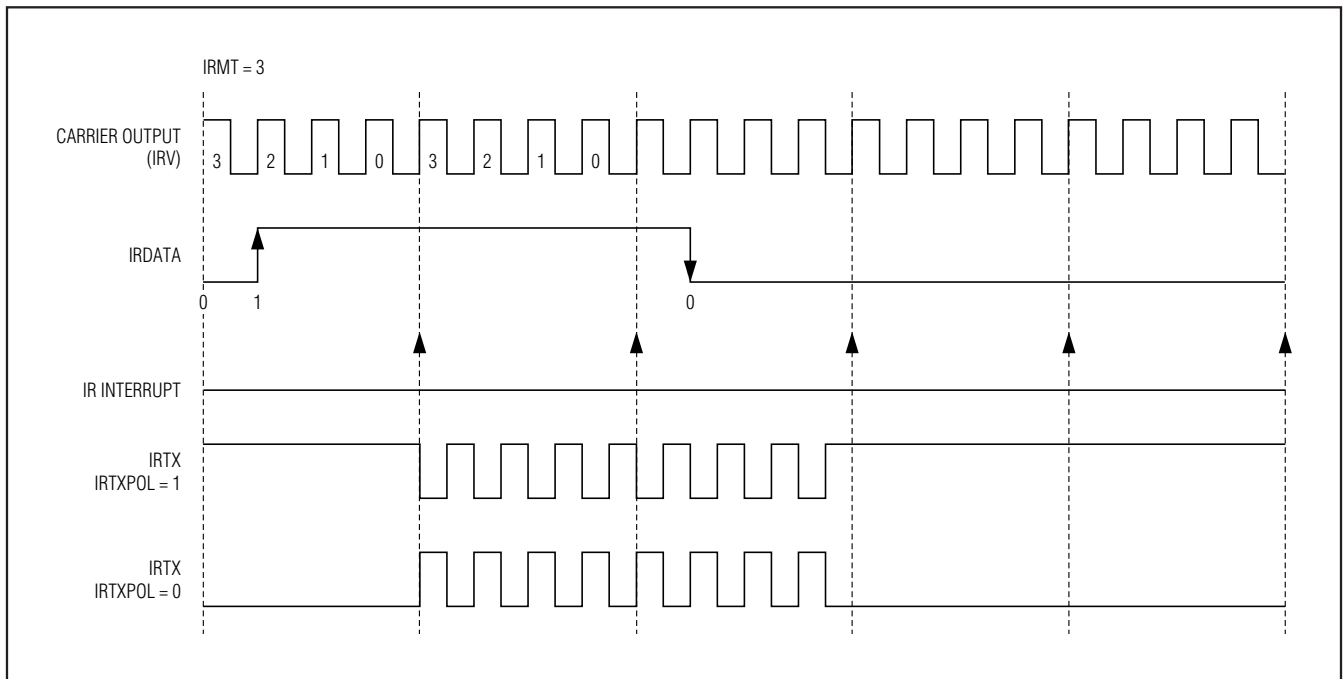 IRMT = 3
CARRIER OUTPUT
(IRV)
3 2 1 0 3 2 1 0
IRDATA
0 1 0
IR INTERRUPT
IRTX
IRTXPOL = 1
IRTX
IRTXPOL = 0